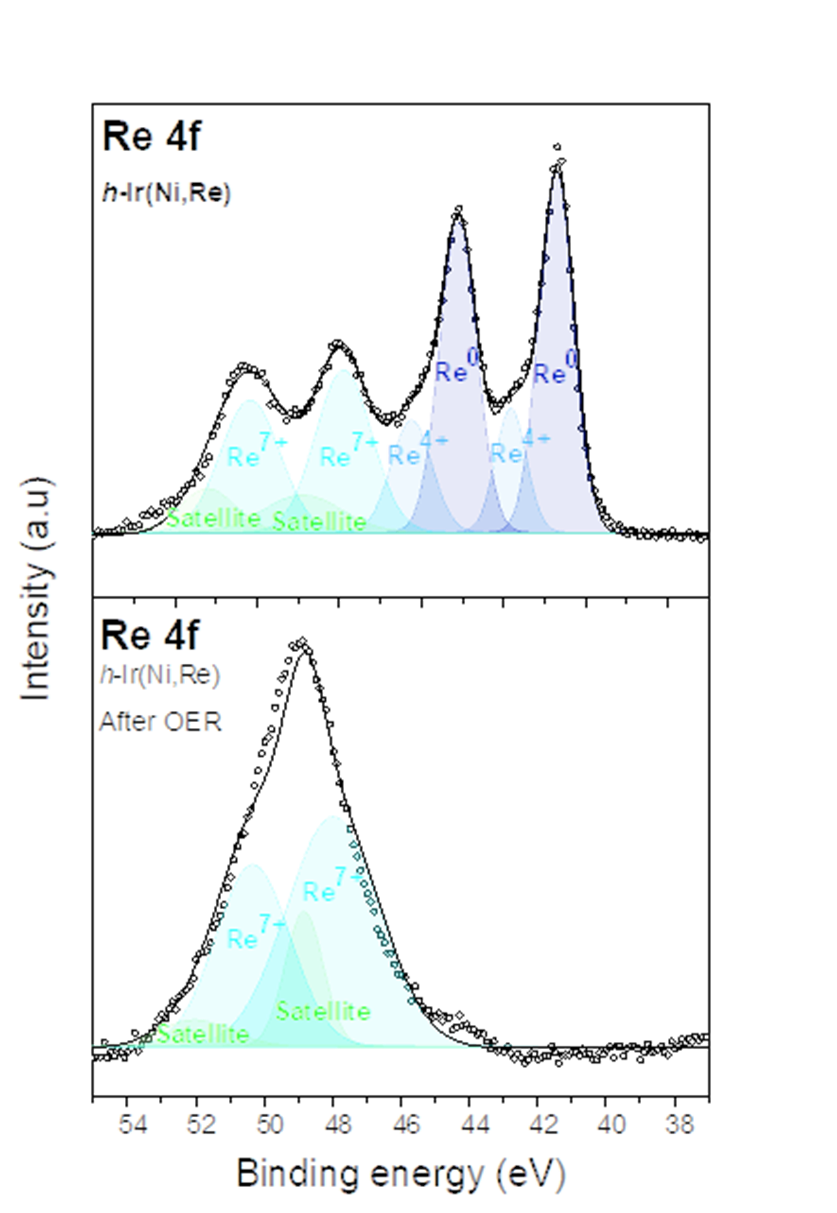 Re 4f
h-Ir(Ni,Re)
Re0
Re0
Re7+
Re7+
Re4+
Re4+
Satellite
Satellite
Intensity (a.u)
Re 4f
h-Ir(Ni,Re)
After OER
Re7+
Re7+
Satellite
Satellite
54 52 50 48 46 44 42 40 38
Binding energy (eV)